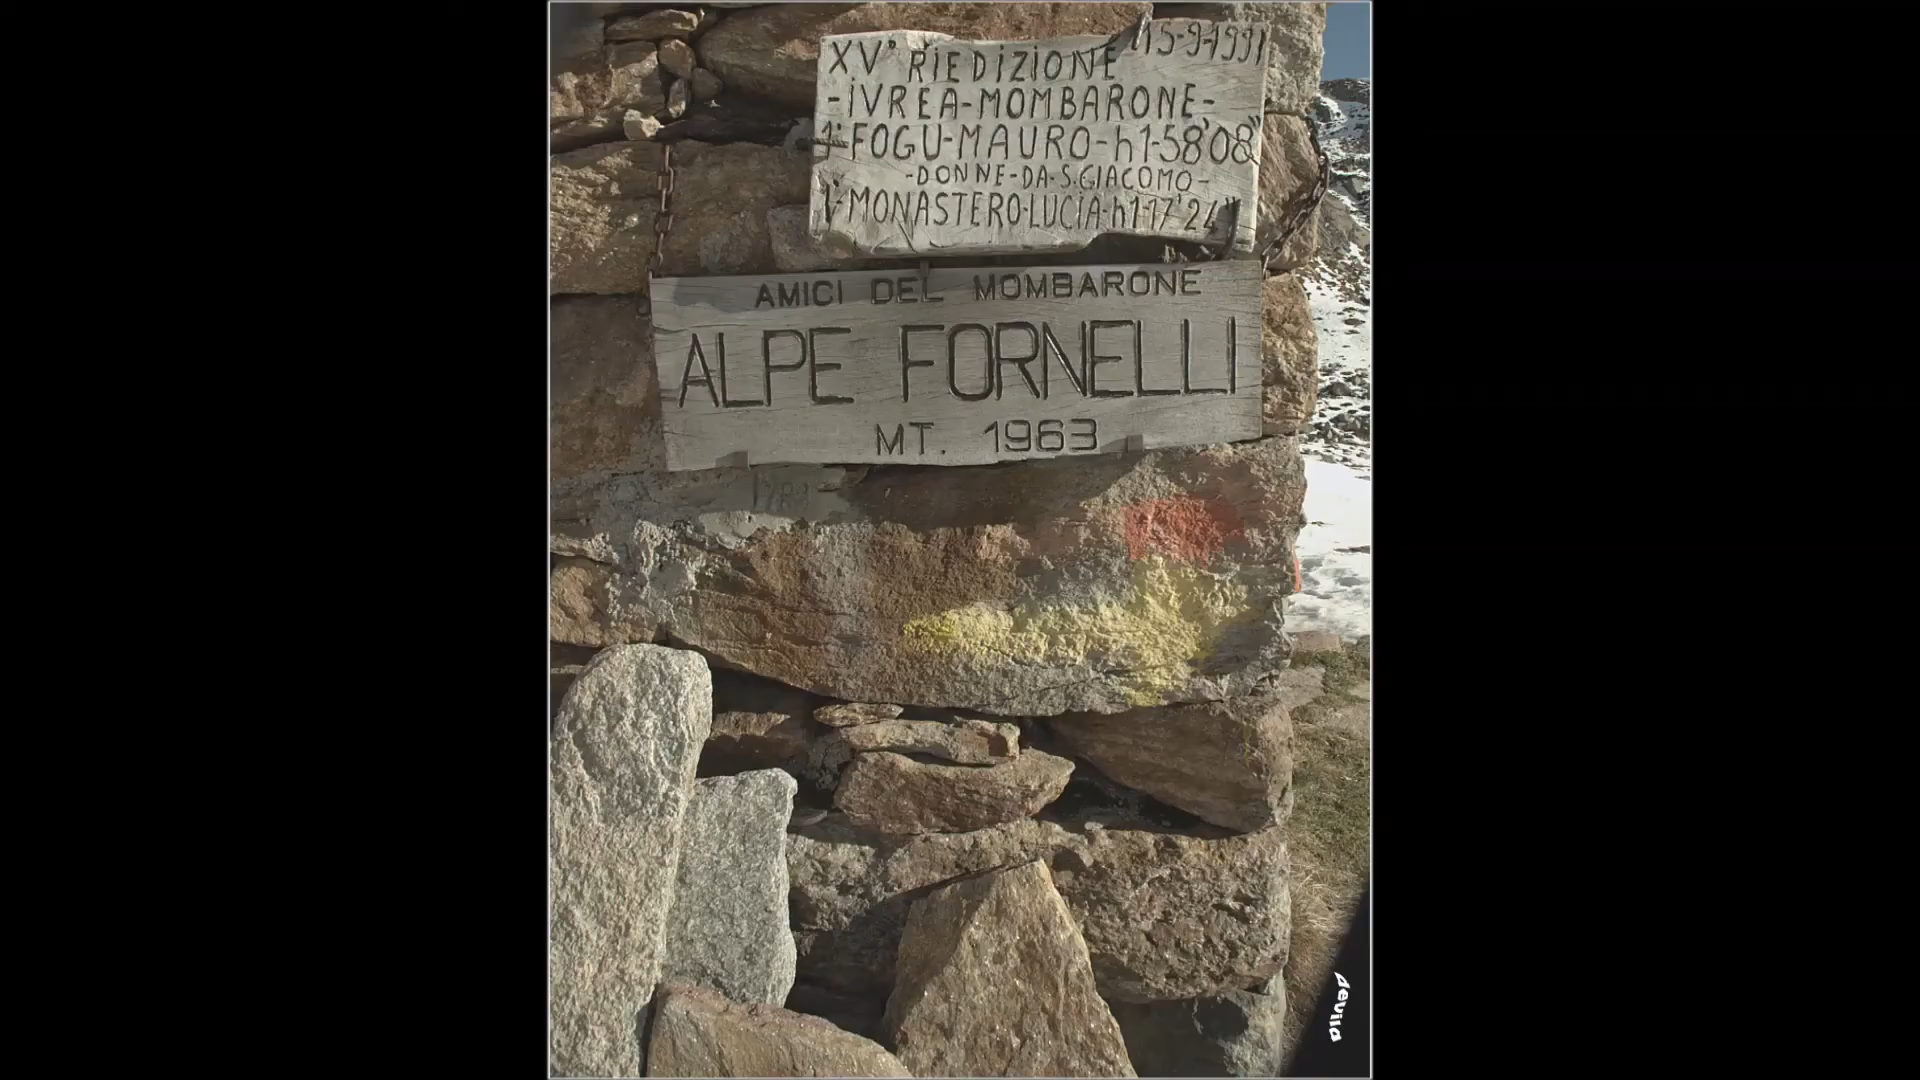 15-9-1991
XV° RIEDIZIONE
-IVREA-MOMBARONE-
1° FOGU-MAURO-h1-58'08"
-DONNE-DA-S.GIACOMO-
1° MONASTERO-LUCIA-h1-17'24"
AMICI DEL MOMBARONE
ALPE FORNELLI
MT. 1963
devila